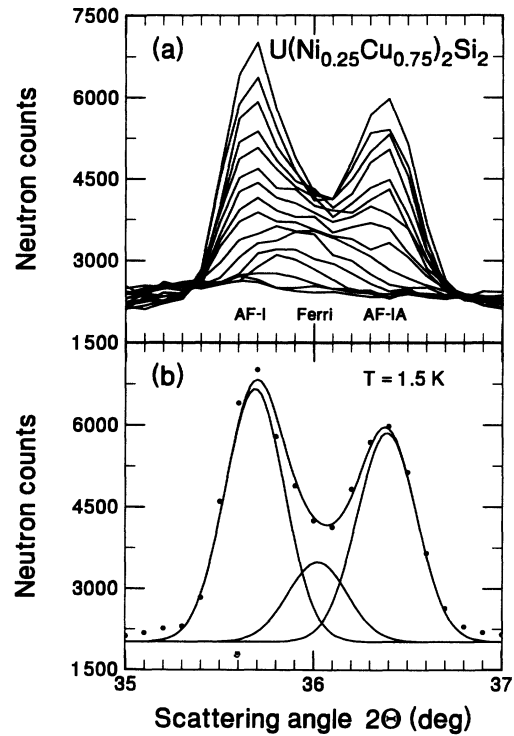 7500
(a) U(Ni0.25Cu0.75)2Si2
6000
4500
3000
Neutron counts
AF-I Ferri AF-IA
1500
(b) T = 1.5 K
6000
4500
3000
1500
Neutron counts
35 36 37
Scattering angle 2Θ (deg)